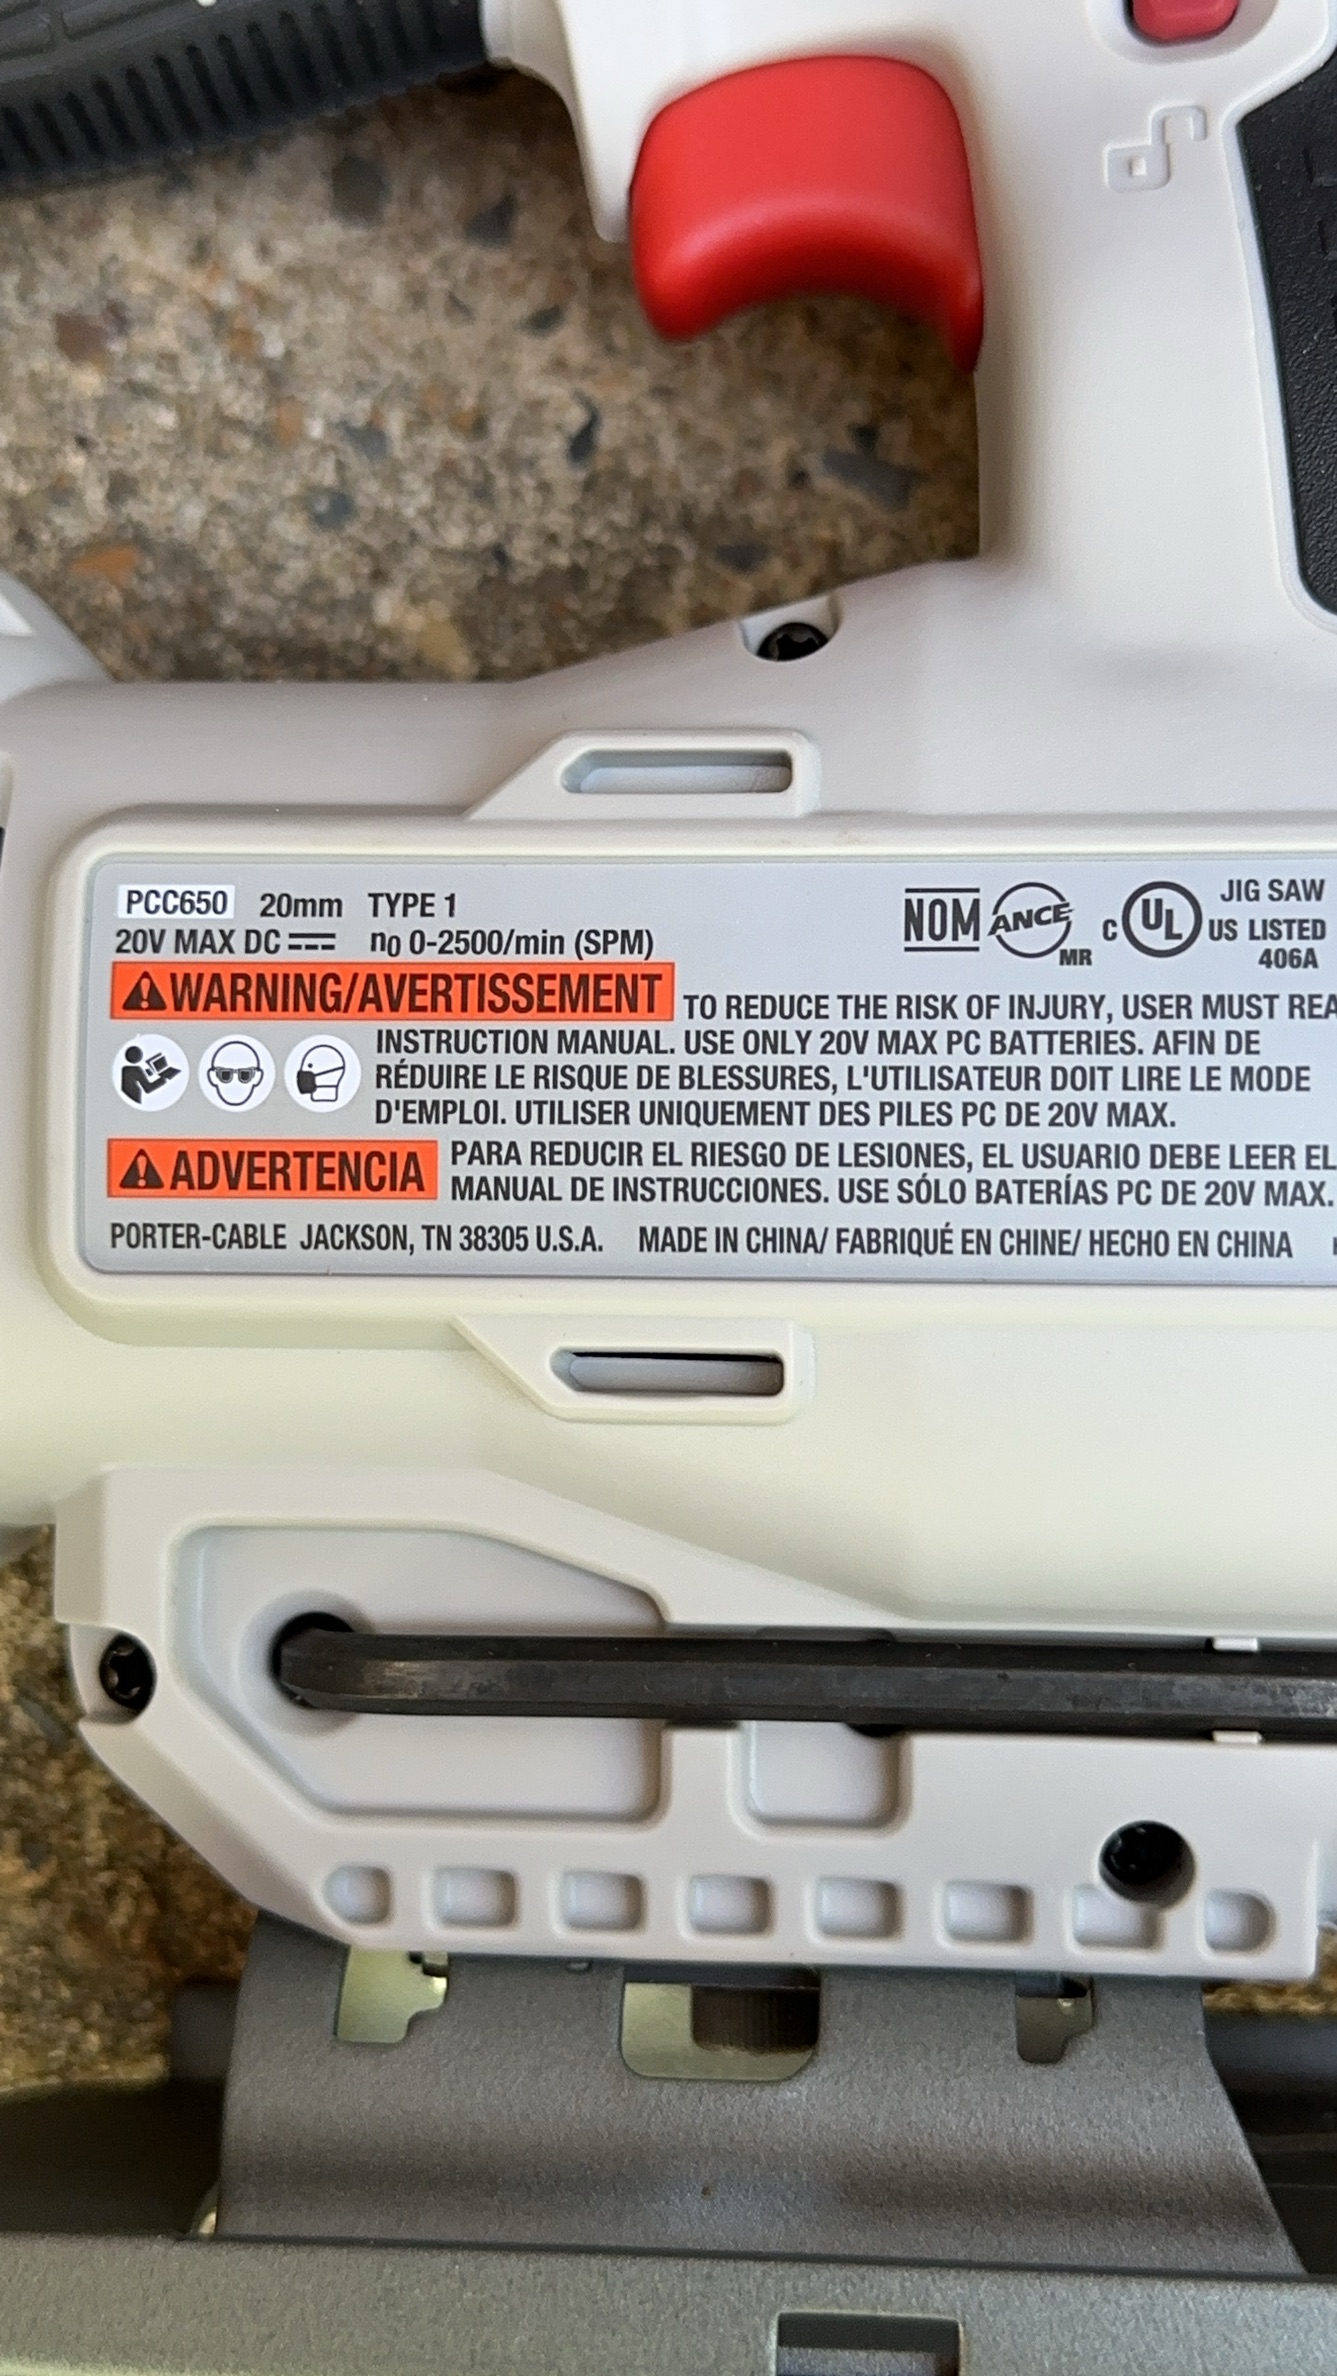 PCC650 20mm TYPE 1
20V MAX DC n0 0-2500/min (SPM)
NOM ANCE MR
C UL US
JIG SAW
LISTED
406A
WARNING/AVERTISSEMENT TO REDUCE THE RISK OF INJURY, USER MUST
INSTRUCTION MANUAL. USE ONLY 20V MAX PC BATTERIES. AFIN DE
RÉDUIRE LE RISQUE DE BLESSURES, L'UTILISATEUR DOIT LIRE LE MODE
D'EMPLOI. UTILISER UNIQUEMENT DES PILES PC DE 20V MAX.
ADVERTENCIA PARA REDUCIR EL RIESGO DE LESIONES, EL USUARIO DEBE LEER EL
MANUAL DE INSTRUCCIONES. USE SÓLO BATERÍAS PC DE 20V MAX.
PORTER-CABLE JACKSON, TN 38305 U.S.A. MADE IN CHINA/ FABRIQUÉ EN CHINE/ HECHO EN CHINA